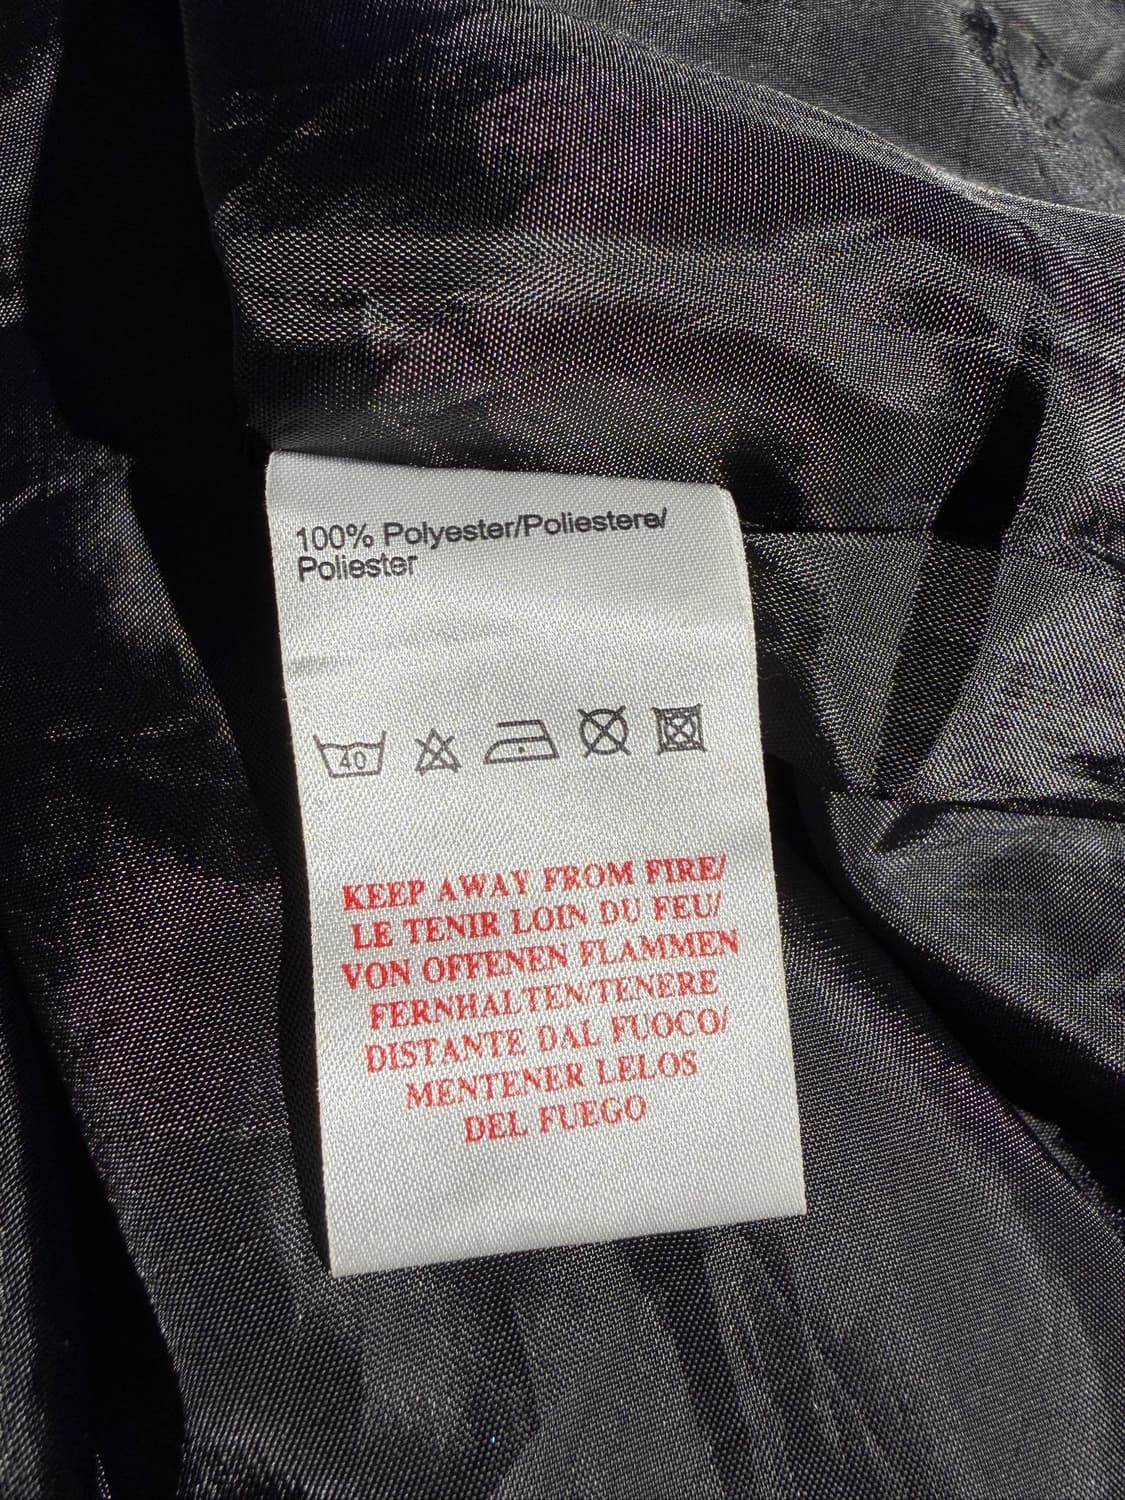 100% Polyester/Poliestere/
Poliester
40
KEEP AWAY FROM FIRE/
LE TENIR LOIN DU FEU/
VON OFFENEN FLAMMEN
FERNHALTEN/TENERE
DISTANTE DAL FUOCO/
MENTENER LELOS
DEL FUEGO